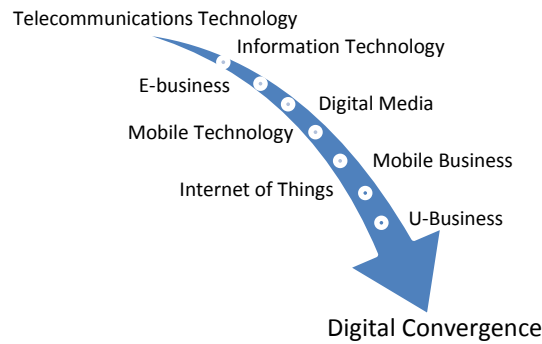 Telecommunications Technology
Information Technology
E-business
Digital Media
Mobile Technology
Mobile Business
Internet of Things
U-Business
Digital Convergence